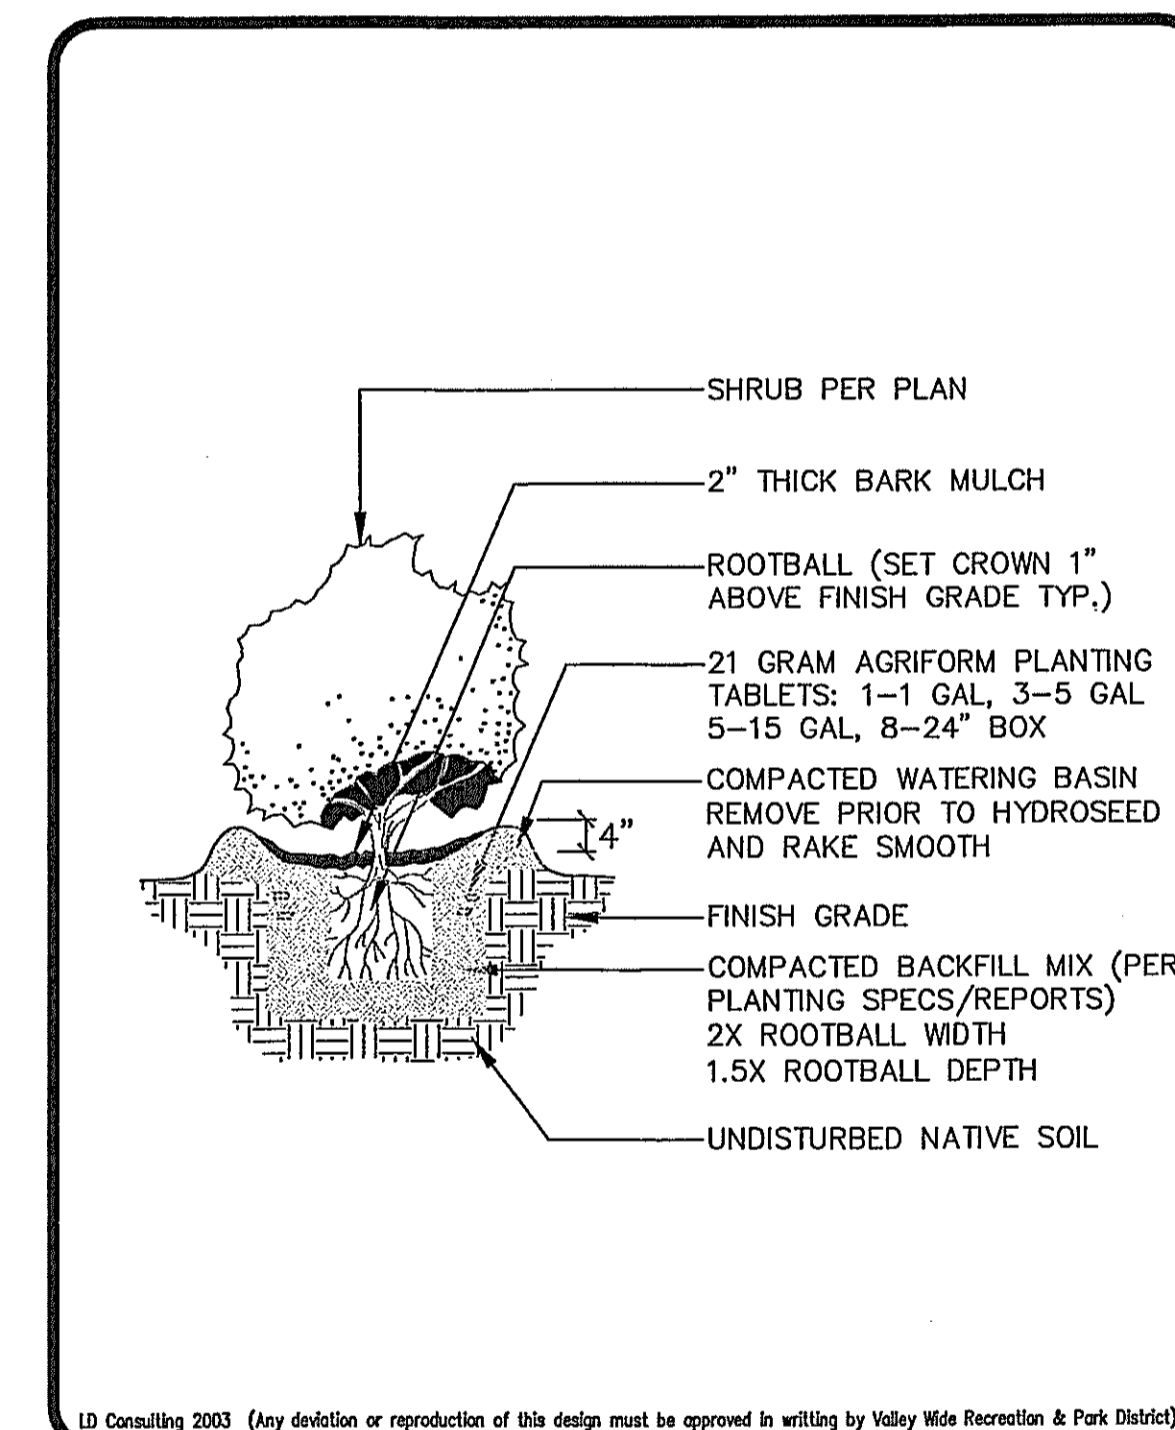 SHRUB PER PLAN
2" THICK BARK MULCH
ROOTBALL (SET CROWN 1"
ABOVE FINISH GRADE TYP.)
21 GRAM AGRIFORM PLANTING
TABLETS: 1–1 GAL, 3–5 GAL
5–15 GAL, 8–24" BOX
COMPACTED WATERING BASIN
REMOVE PRIOR TO HYDROSEED
AND RAKE SMOOTH
4"
FINISH GRADE
COMPACTED BACKFILL MIX (PER
PLANTING SPECS/REPORTS)
2X ROOTBALL WIDTH
1.5X ROOTBALL DEPTH
UNDISTURBED NATIVE SOIL
LD Consulting 2003 (Any deviation or reproduction of this design must be approved in writting by Valley Wide Recreation & Park District)